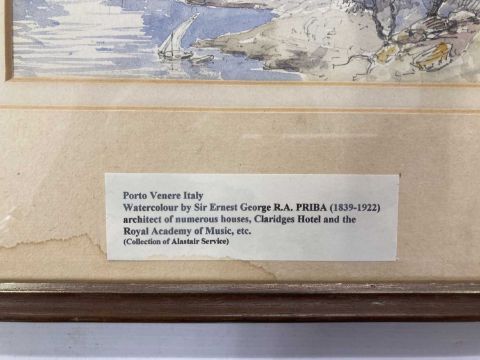 Porto Venere Italy
Watercolour by Sir Ernest George R.A. PRIBA (1839-1922)
architect of numerous houses, Claridges Hotel and the
Royal Academy of Music, etc.
(Collection of Alastair Service)